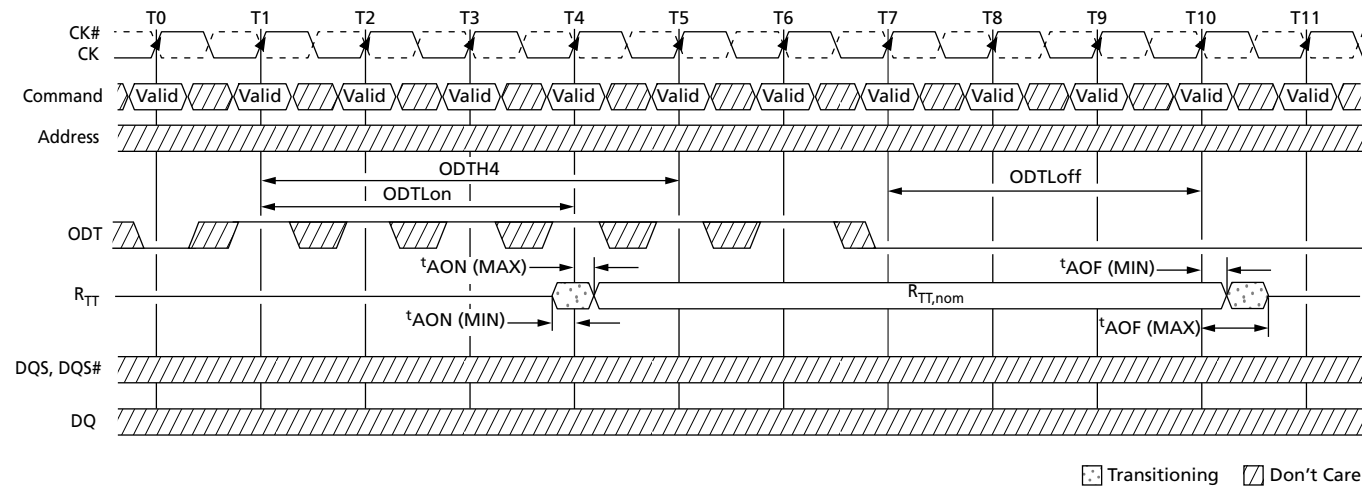 T0 T1 T2 T3 T4 T5 T6 T7 T8 T9 T10 T11
CK#
CK
Command Valid Valid Valid Valid Valid Valid Valid Valid Valid Valid Valid Valid
Address
ODTH4
ODTLoff
ODTLon
ODT
tAON (MAX) tAOF (MIN)
RTT RTT,nom
tAON (MIN) tAOF (MAX)
DQS, DQS#
DQ
Transitioning Don't Care